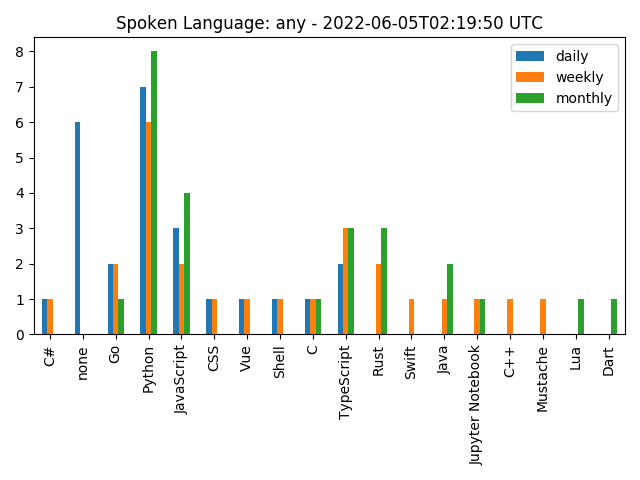 Spoken Language: any - 2022-06-05T02:19:50 UTC
daily
weekly
monthly
8
7
6
5
4
3
2
1
0
C#
none
Go
Python
JavaScript
CSS
Vue
Shell
C
TypeScript
Rust
Swift
Java
Jupyter Notebook
C++
Mustache
Lua
Dart